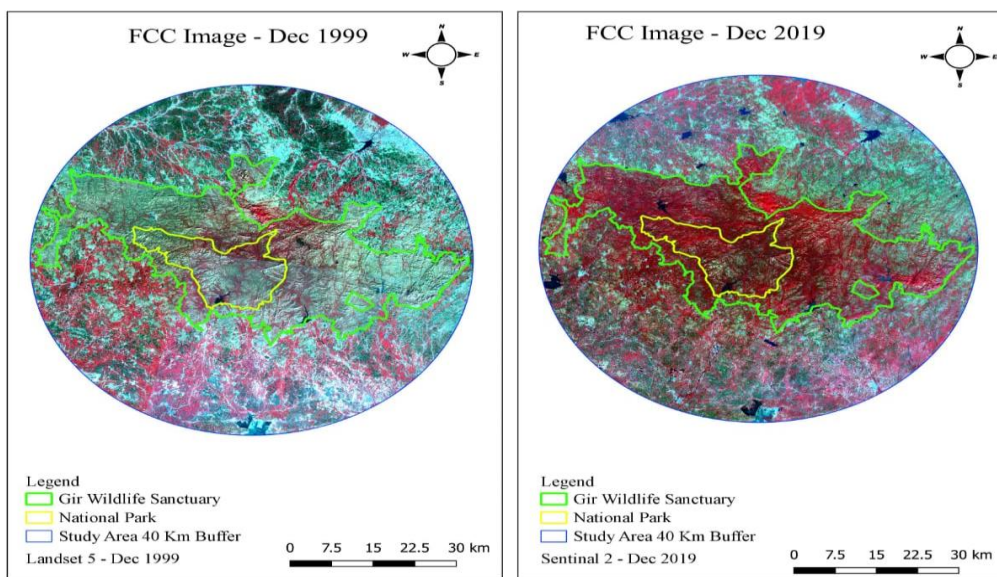 FCC Image - Dec 1999
N
W E
S
Legend
Gir Wildlife Sanctuary
National Park
Study Area 40 Km Buffer
Landset 5 - Dec 1999
0 7.5 15 22.5 30 km
FCC Image - Dec 2019
N
W E
S
Legend
Gir Wildlife Sanctuary
National Park
Study Area 40 Km Buffer
Sentinal 2 - Dec 2019
0 7.5 15 22.5 30 km